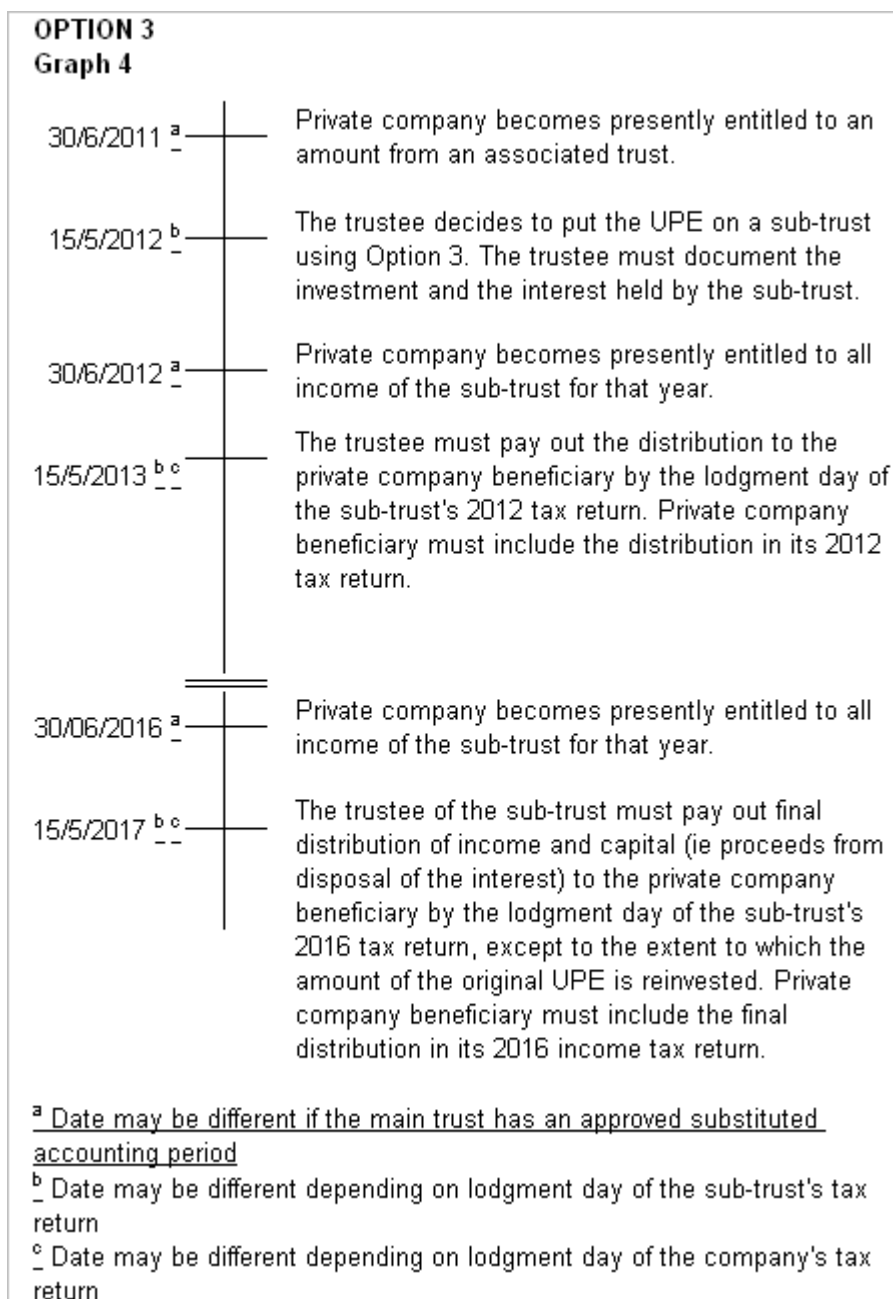 OPTION 3
Graph 4
30/6/2011 a
Private company becomes presently entitled to an
amount from an associated trust.
15/5/2012 b
The trustee decides to put the UPE on a sub-trust
using Option 3. The trustee must document the
investment and the interest held by the sub-trust.
30/6/2012 a
Private company becomes presently entitled to all
income of the sub-trust for that year.
15/5/2013 b c
The trustee must pay out the distribution to the
private company beneficiary by the lodgment day of
the sub-trust's 2012 tax return. Private company
beneficiary must include the distribution in its 2012
tax return.
30/06/2016 a
Private company becomes presently entitled to all
income of the sub-trust for that year.
15/5/2017 b c
The trustee of the sub-trust must pay out final
distribution of income and capital (ie proceeds from
disposal of the interest) to the private company
beneficiary by the lodgment day of the sub-trust's
2016 tax return, except to the extent to which the
amount of the original UPE is reinvested. Private
company beneficiary must include the final
distribution in its 2016 income tax return.
a Date may be different if the main trust has an approved substituted
accounting period
b Date may be different depending on lodgment day of the sub-trust's tax
return
c Date may be different depending on lodgment day of the company's tax
return